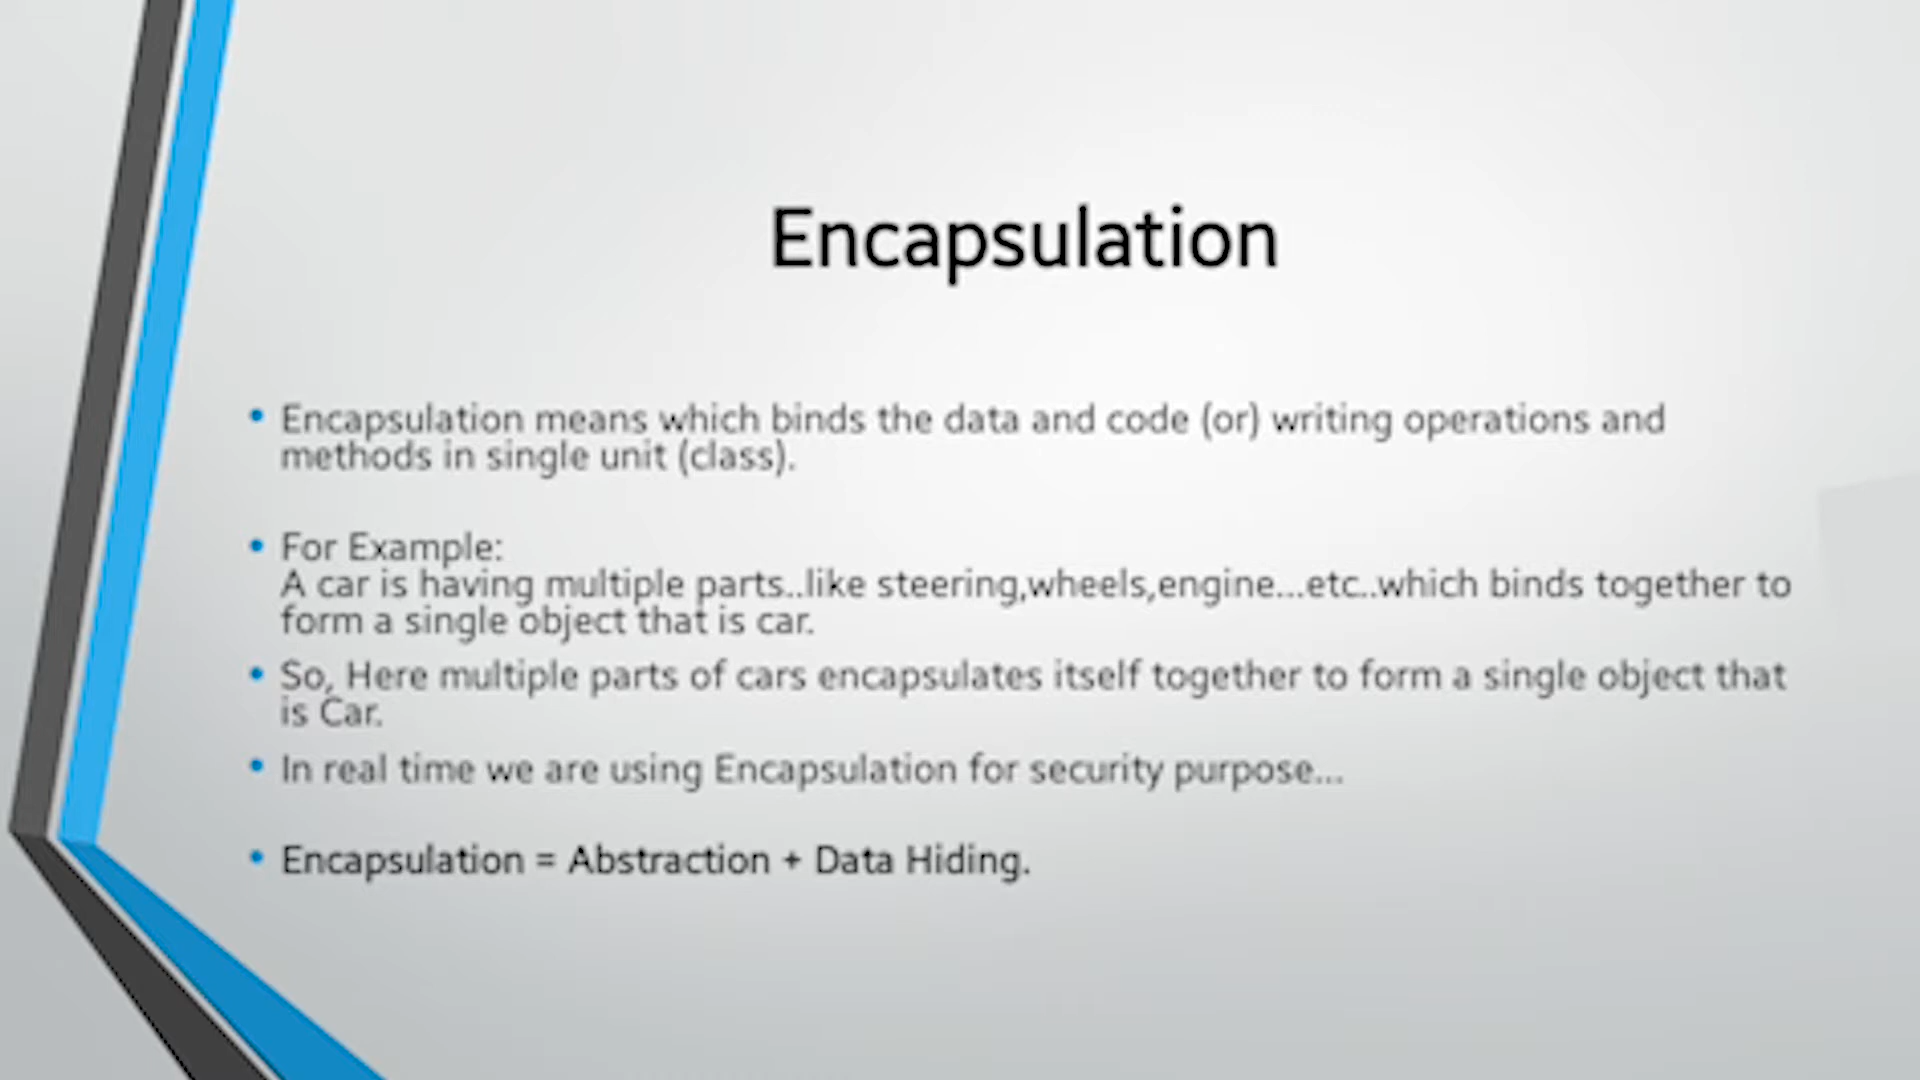 Encapsulation
• Encapsulation means which binds the data and code (or) writing operations and
methods in single unit (class).
• For Example:
A car is having multiple parts..like steering,wheels,engine...etc..which binds together to
form a single object that is car.
• So, Here multiple parts of cars encapsulates itself together to form a single object that
is Car.
• In real time we are using Encapsulation for security purpose...
• Encapsulation = Abstraction + Data Hiding.